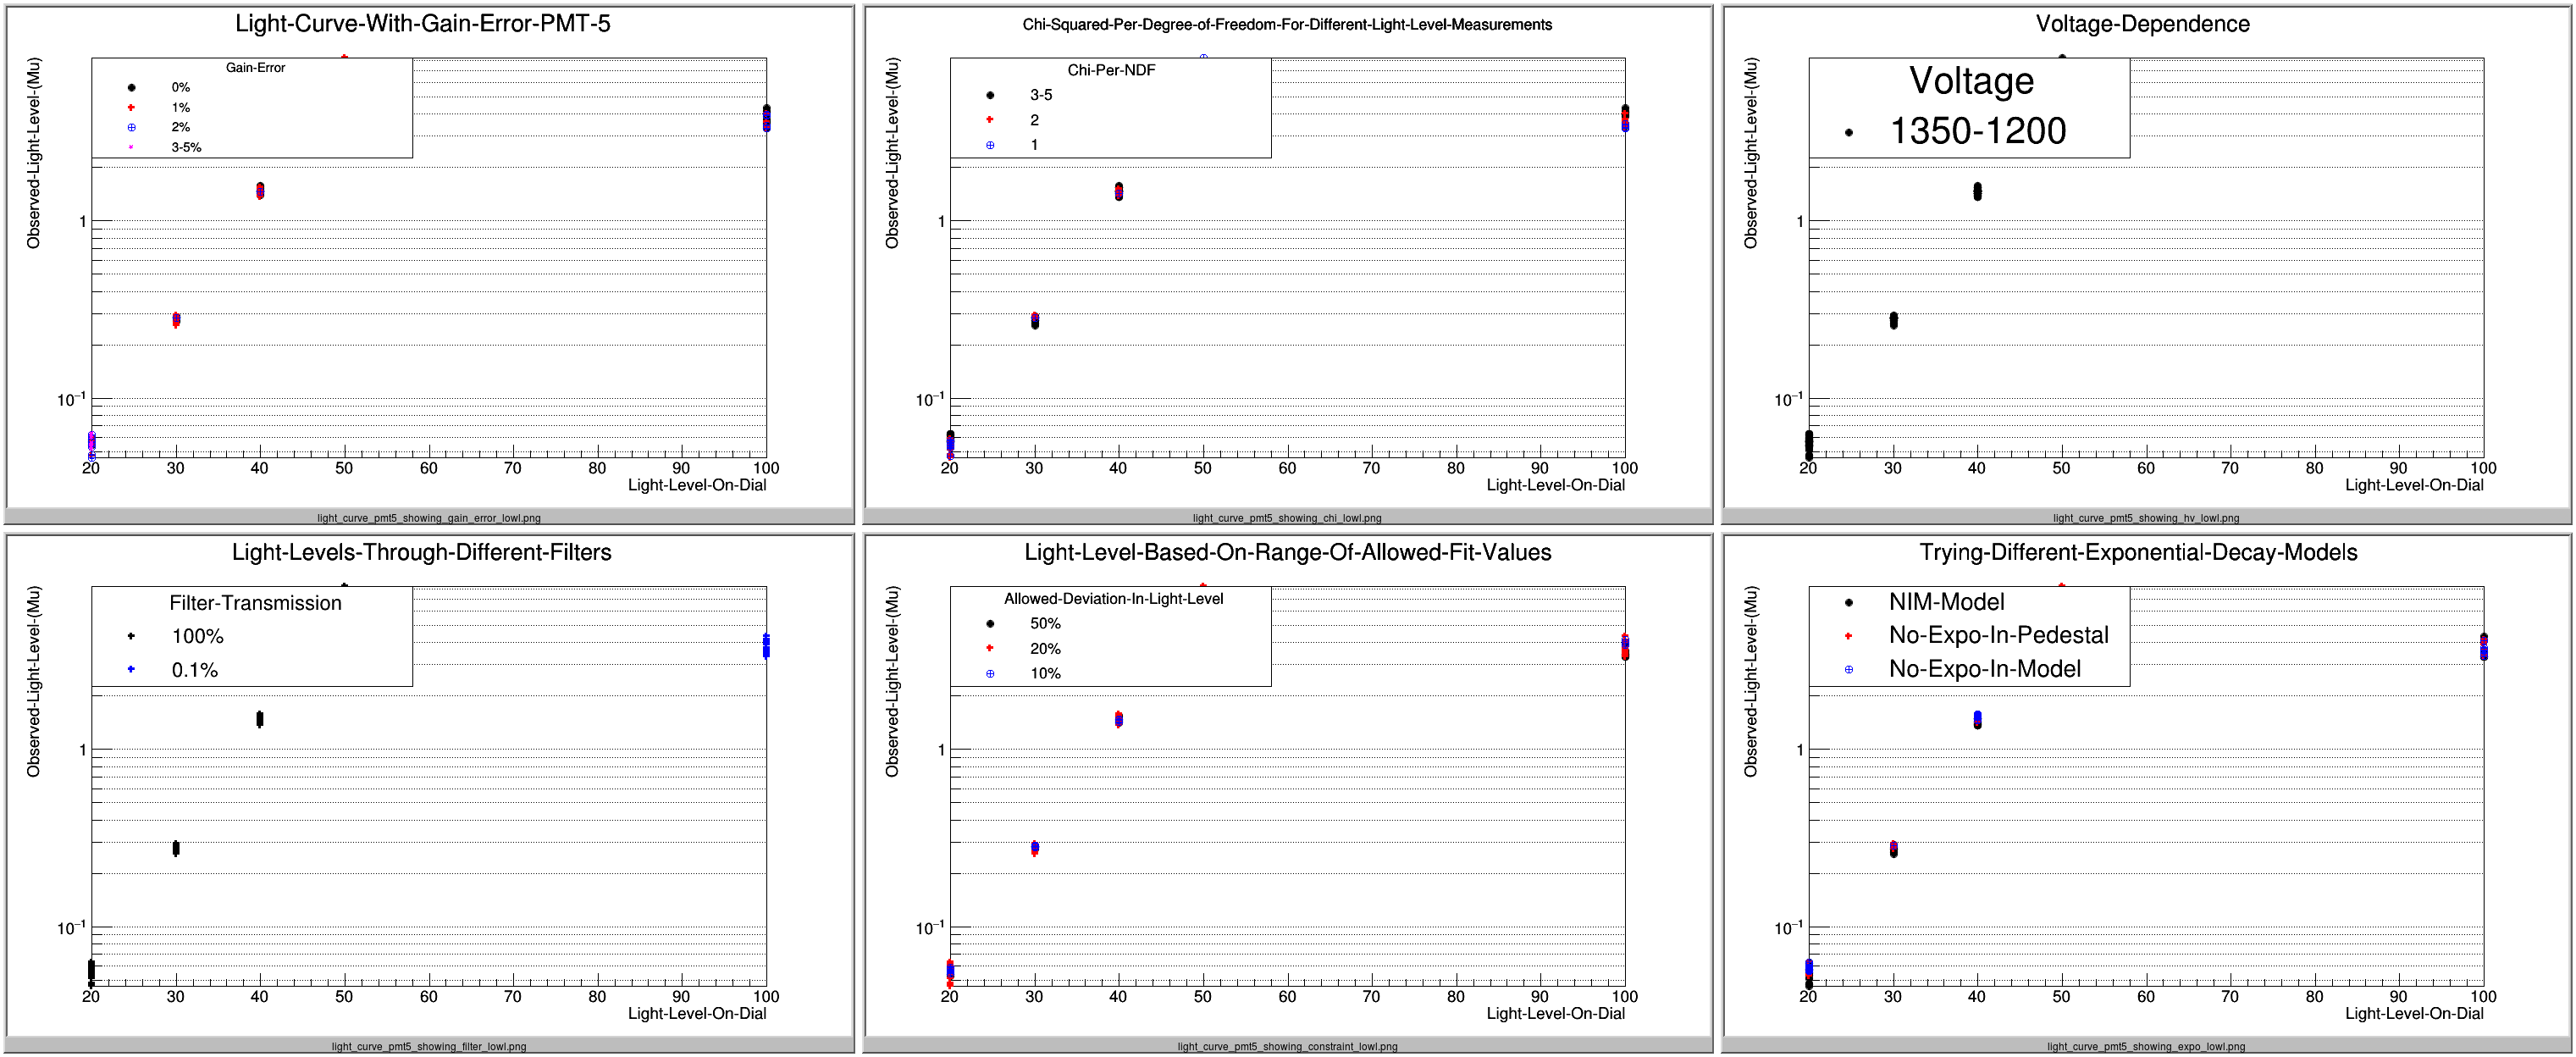 Light-Curve-With-Gain-Error-PMT-5
Observed-Light-Level-(Mu)
Gain-Error
0%
1%
2%
3-5%
1
10⁻¹
20 30 40 50 60 70 80 90 100
Light-Level-On-Dial
light_curve_pmt5_showing_gain_error_lowl.png
Chi-Squared-Per-Degree-of-Freedom-For-Different-Light-Level-Measurements
Observed-Light-Level-(Mu)
Chi-Per-NDF
3-5
2
1
1
10⁻¹
20 30 40 50 60 70 80 90 100
Light-Level-On-Dial
light_curve_pmt5_showing_chi_lowl.png
Voltage-Dependence
Observed-Light-Level-(Mu)
Voltage
1350-1200
1
10⁻¹
20 30 40 50 60 70 80 90 100
Light-Level-On-Dial
light_curve_pmt5_showing_hv_lowl.png
Light-Levels-Through-Different-Filters
Observed-Light-Level-(Mu)
Filter-Transmission
100%
0.1%
1
10⁻¹
20 30 40 50 60 70 80 90 100
Light-Level-On-Dial
light_curve_pmt5_showing_filter_lowl.png
Light-Level-Based-On-Range-Of-Allowed-Fit-Values
Observed-Light-Level-(Mu)
Allowed-Deviation-In-Light-Level
50%
20%
10%
1
10⁻¹
20 30 40 50 60 70 80 90 100
Light-Level-On-Dial
light_curve_pmt5_showing_constraint_lowl.png
Trying-Different-Exponential-Decay-Models
Observed-Light-Level-(Mu)
NIM-Model
No-Expo-In-Pedestal
No-Expo-In-Model
1
10⁻¹
20 30 40 50 60 70 80 90 100
Light-Level-On-Dial
light_curve_pmt5_showing_expo_lowl.png